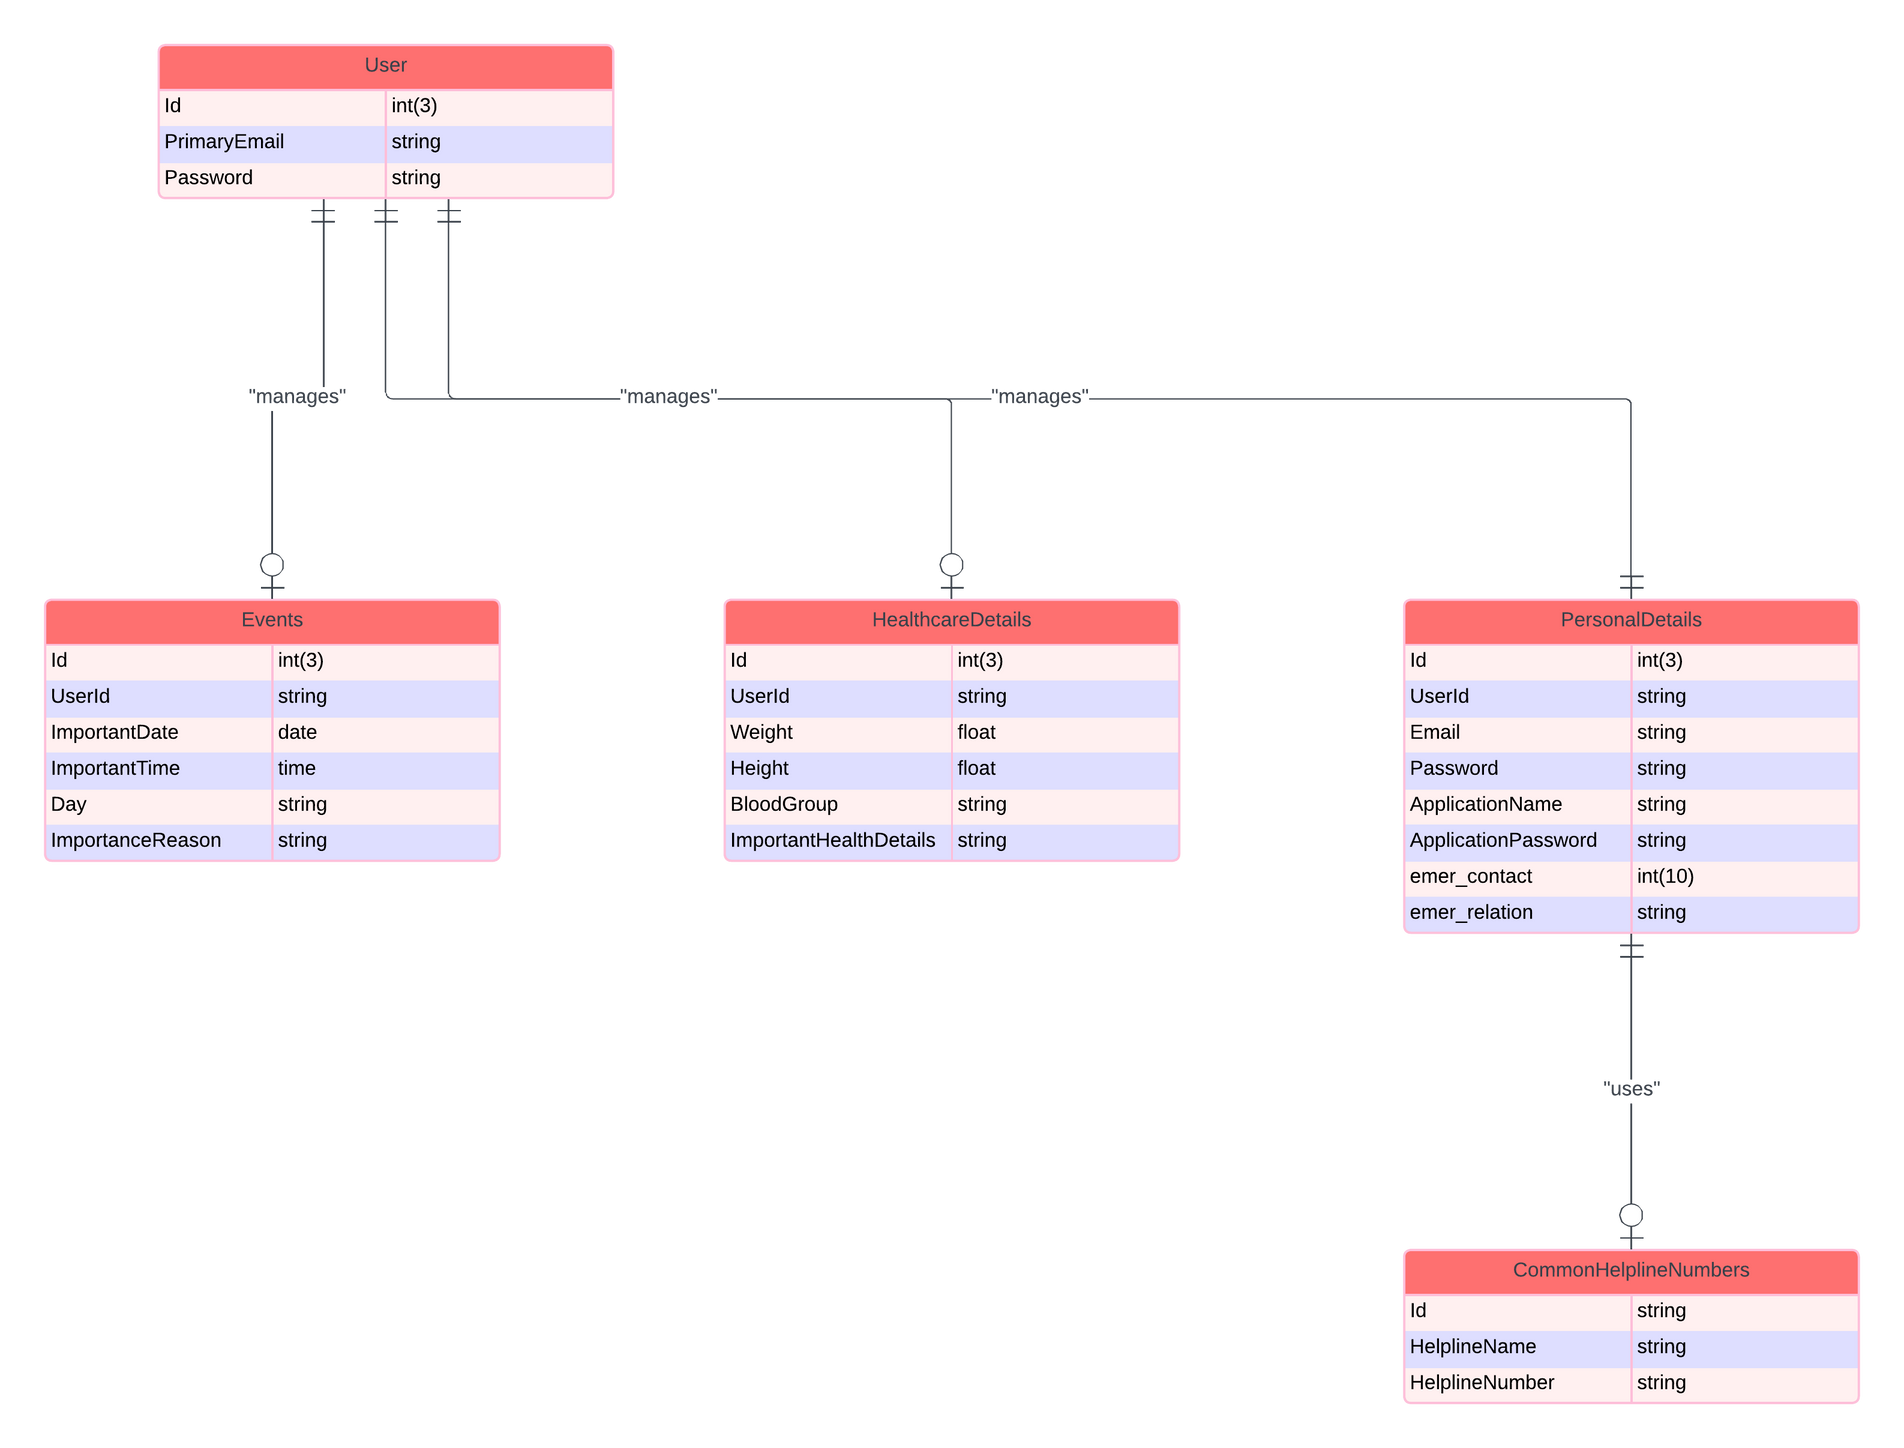 User
Id int(3)
PrimaryEmail string
Password string
"manages" "manages" "manages"
Events
Id int(3)
UserId string
ImportantDate date
ImportantTime time
Day string
ImportanceReason string
HealthcareDetails
Id int(3)
UserId string
Weight float
Height float
BloodGroup string
ImportantHealthDetails string
PersonalDetails
Id int(3)
UserId string
Email string
Password string
ApplicationName string
ApplicationPassword string
emer_contact int(10)
emer_relation string
"uses"
CommonHelplineNumbers
Id string
HelplineName string
HelplineNumber string